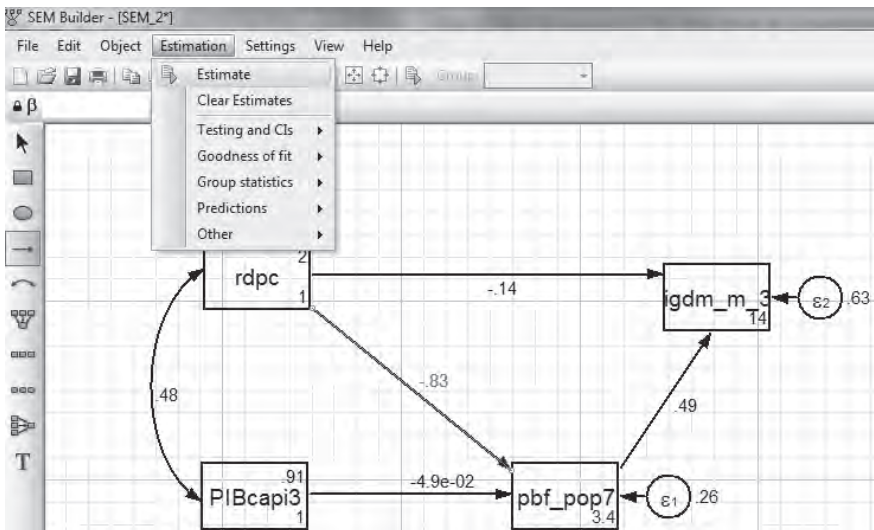 SEM Builder - [SEM_2*]
File Edit Object Estimation Settings View Help
Estimate
Group
Clear Estimates
β
Testing and CIs
Goodness of fit
Group statistics
Predictions
Other
T
2
rdpc
1
-.14
igdm_m_3
14
ε2
.63
-.83
.48
.49
.91
PIBcapi3
1
-4.9e-02
pbf_pop7
3.4
ε1
.26